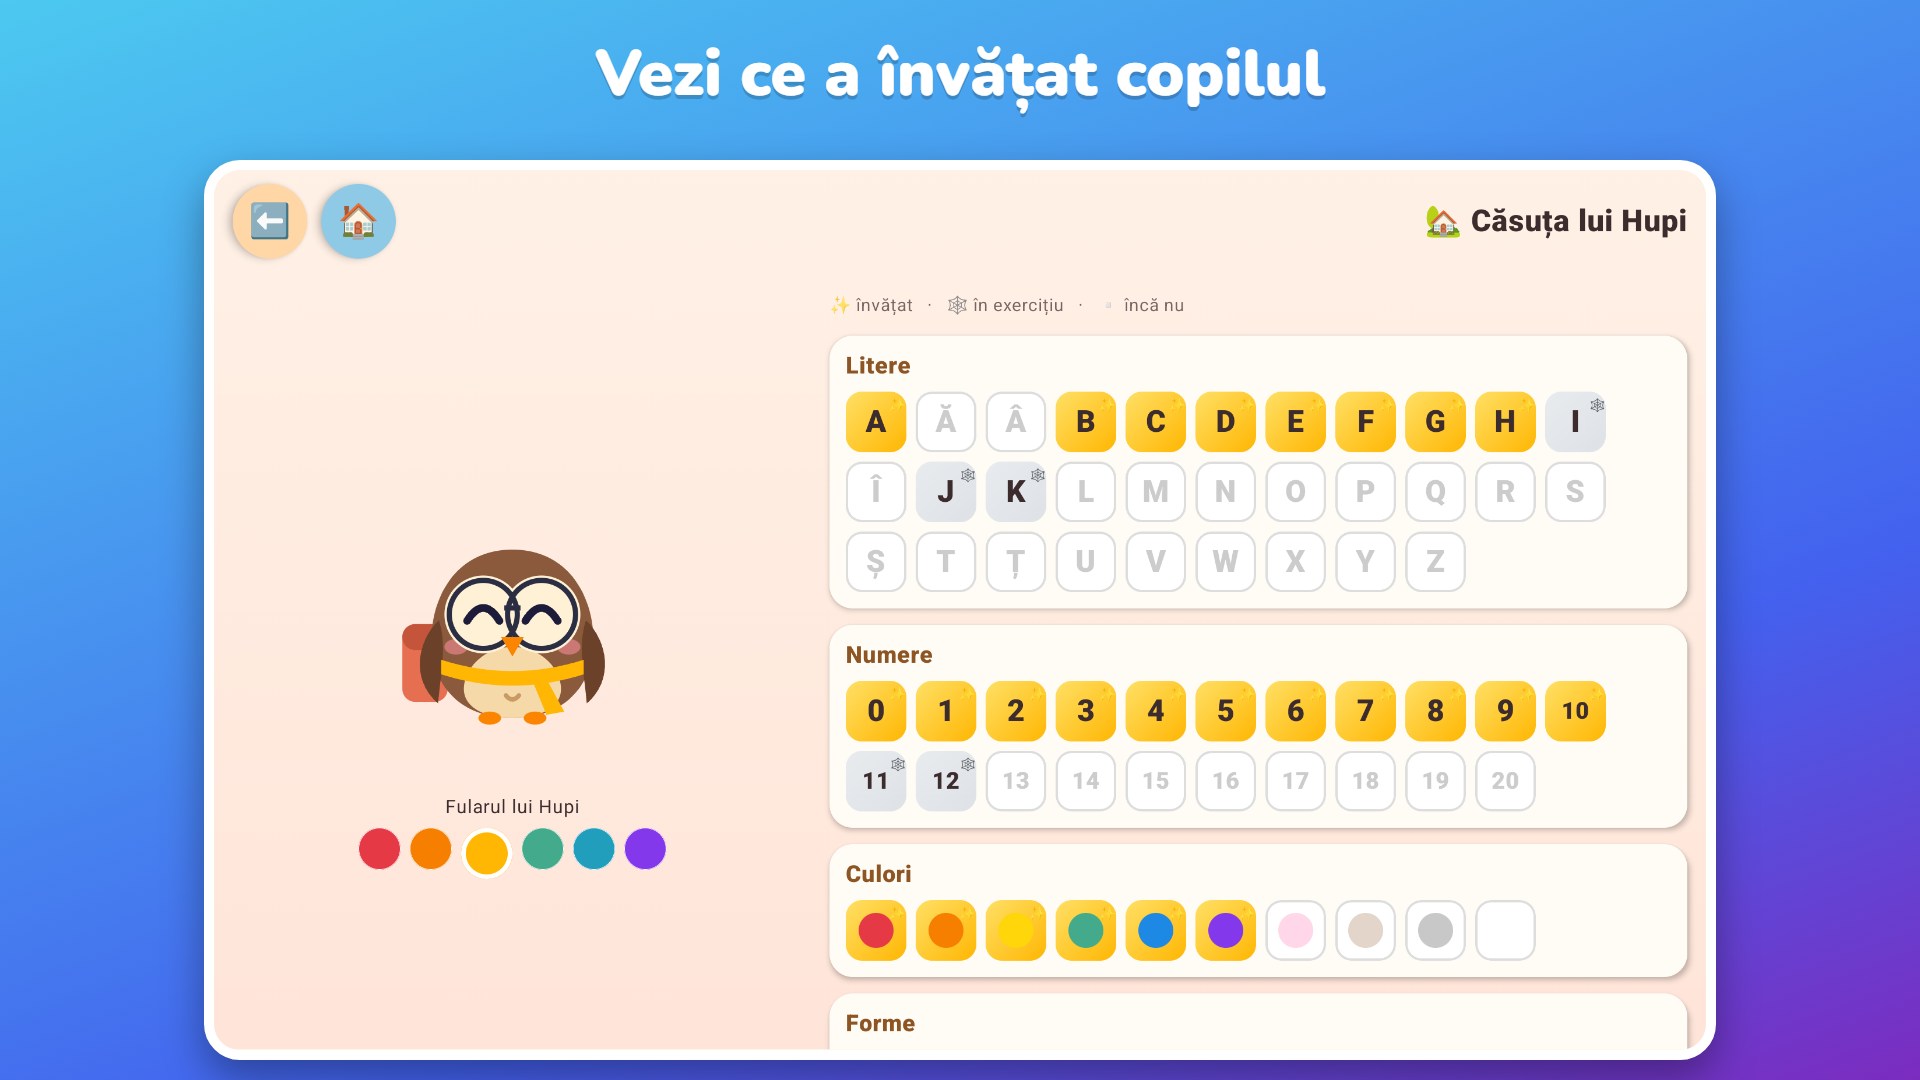 Vezi ce a învățat copilul
Căsuța lui Hupi
învățat · în exercițiu · încă nu
Litere
A Ă Â B C D E F G H I
Î J K L M N O P Q R S
Ș T Ț U V W X Y Z
Numere
0 1 2 3 4 5 6 7 8 9 10
11 12 13 14 15 16 17 18 19 20
Fularul lui Hupi
Culori
Forme